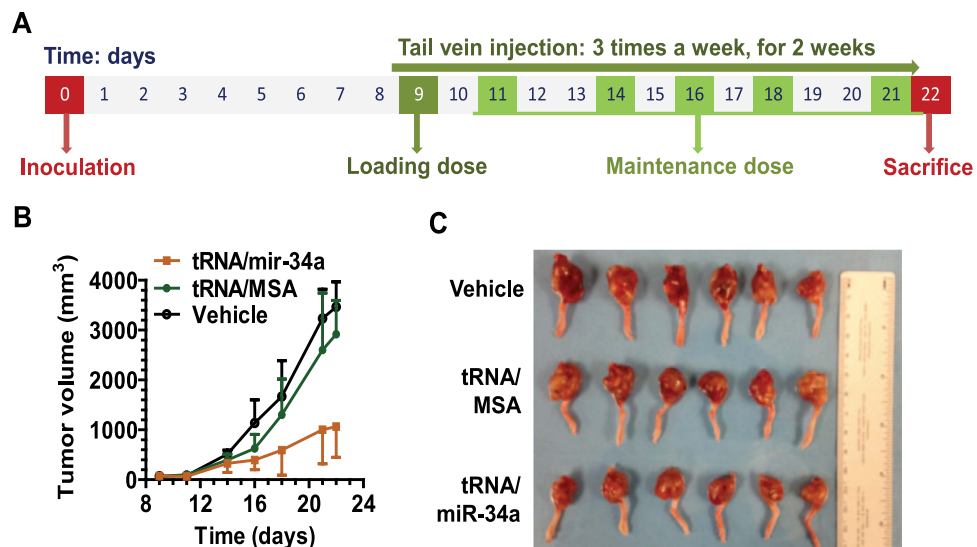 A
Time: days
Tail vein injection: 3 times a week, for 2 weeks
0 1 2 3 4 5 6 7 8 9 10 11 12 13 14 15 16 17 18 19 20 21 22
Inoculation
Loading dose
Maintenance dose
Sacrifice
B
tRNA/mir-34a
tRNA/MSA
Vehicle
Tumor volume (mm³)
4000
3000
2000
1000
0
8 12 16 20 24
Time (days)
C
Vehicle
tRNA/
MSA
tRNA/
miR-34a